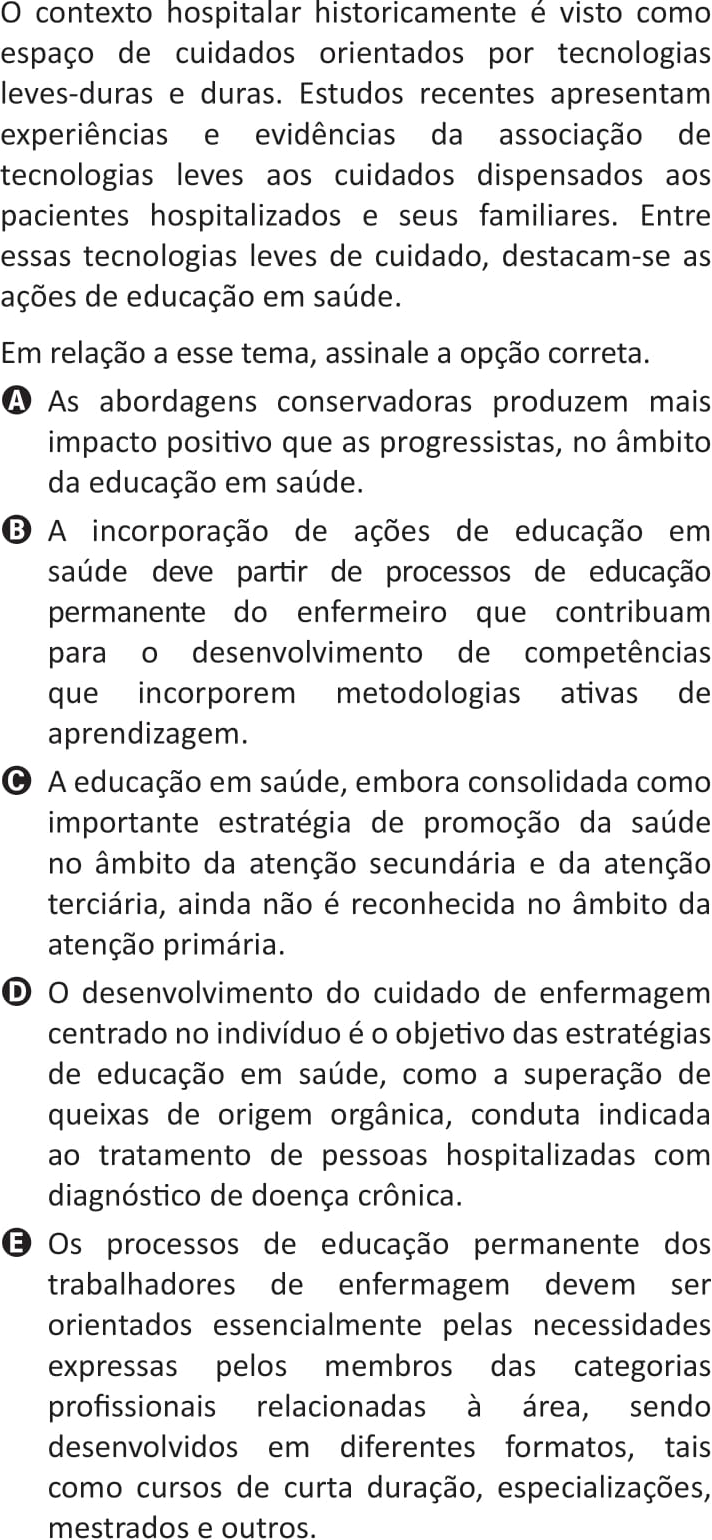 O contexto hospitalar historicamente é visto como
espaço de cuidados orientados por tecnologias
leves-duras e duras. Estudos recentes apresentam
experiências e evidências da associação de
tecnologias leves aos cuidados dispensados aos
pacientes hospitalizados e seus familiares. Entre
essas tecnologias leves de cuidado, destacam-se as
ações de educação em saúde.
Em relação a esse tema, assinale a opção correta.
A As abordagens conservadoras produzem mais
impacto positivo que as progressistas, no âmbito
da educação em saúde.
B A incorporação de ações de educação em
saúde deve partir de processos de educação
permanente do enfermeiro que contribuam
para o desenvolvimento de competências
que incorporem metodologias ativas de
aprendizagem.
C A educação em saúde, embora consolidada como
importante estratégia de promoção da saúde
no âmbito da atenção secundária e da atenção
terciária, ainda não é reconhecida no âmbito da
atenção primária.
D O desenvolvimento do cuidado de enfermagem
centrado no indivíduo é o objetivo das estratégias
de educação em saúde, como a superação de
queixas de origem orgânica, conduta indicada
ao tratamento de pessoas hospitalizadas com
diagnóstico de doença crônica.
E Os processos de educação permanente dos
trabalhadores de enfermagem devem ser
orientados essencialmente pelas necessidades
expressas pelos membros das categorias
profissionais relacionadas à área, sendo
desenvolvidos em diferentes formatos, tais
como cursos de curta duração, especializações,
mestrados e outros.